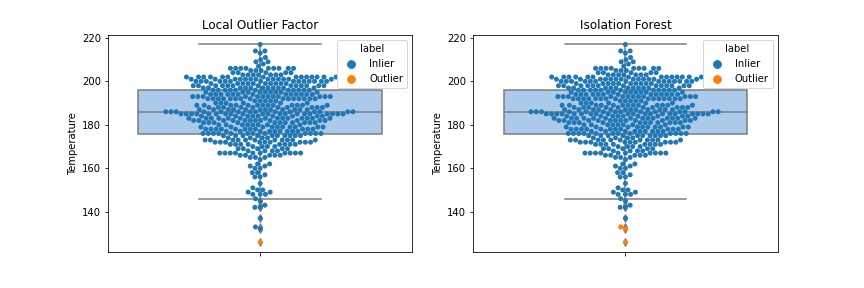 Local Outlier Factor
220
200
180
160
140
Temperature
label
Inlier
Outlier
Isolation Forest
220
200
180
160
140
Temperature
label
Inlier
Outlier